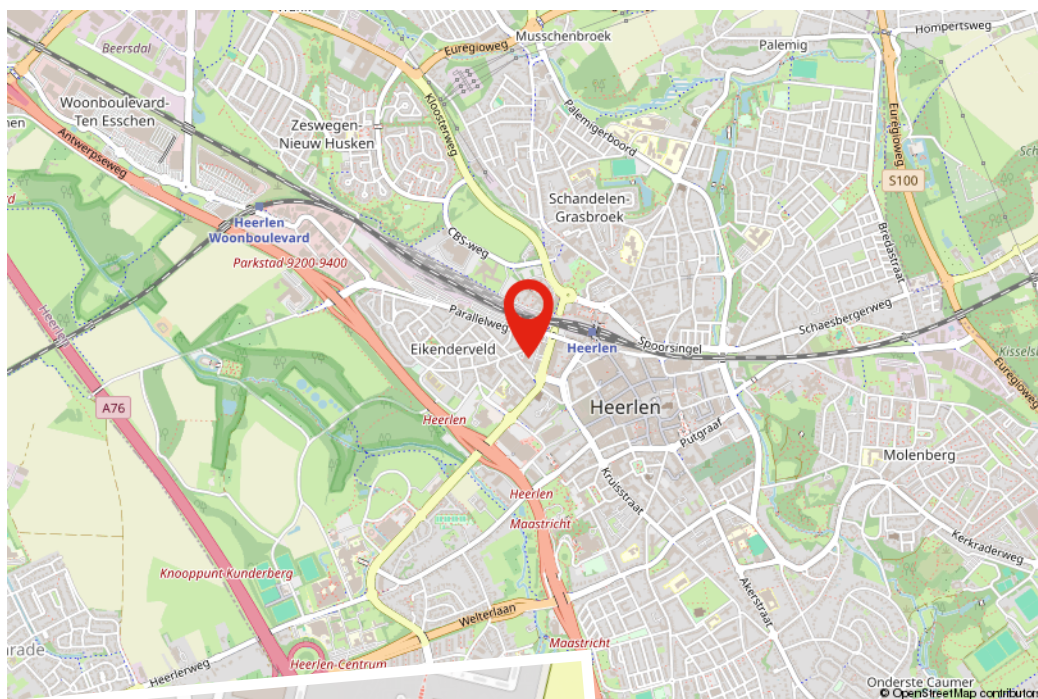 Hompertsweg
Musschenbroek
Euregioweg
Palemig
Beersdal
Woonboulevard-
Ten Esschen
Zeswegen-
Nieuw Husken
Kloosterweg
Palemigerboord
Euregioweg
Antwerpseweg
S100
Schandelen-
Grasbroek
Heerlen
Woonboulevard
CBS-weg
Bredastraat
Parkstad 9200-9400
Parallelweg
Schaesbergerweg
Spoorsingel
Heerlen
Eikenderveld
Euregioweg
A76
Heerlen
Heerlen
Putgraaf
Molenberg
Kruisstraat
Heerlen
Maastricht
Kerkraderweg
Knooppunt Kunderberg
Akerstraat
Welterlaan
Maastricht
Heerlerweg
Heerlen-Centrum
Onderste Caumer
© OpenStreetMap contributors